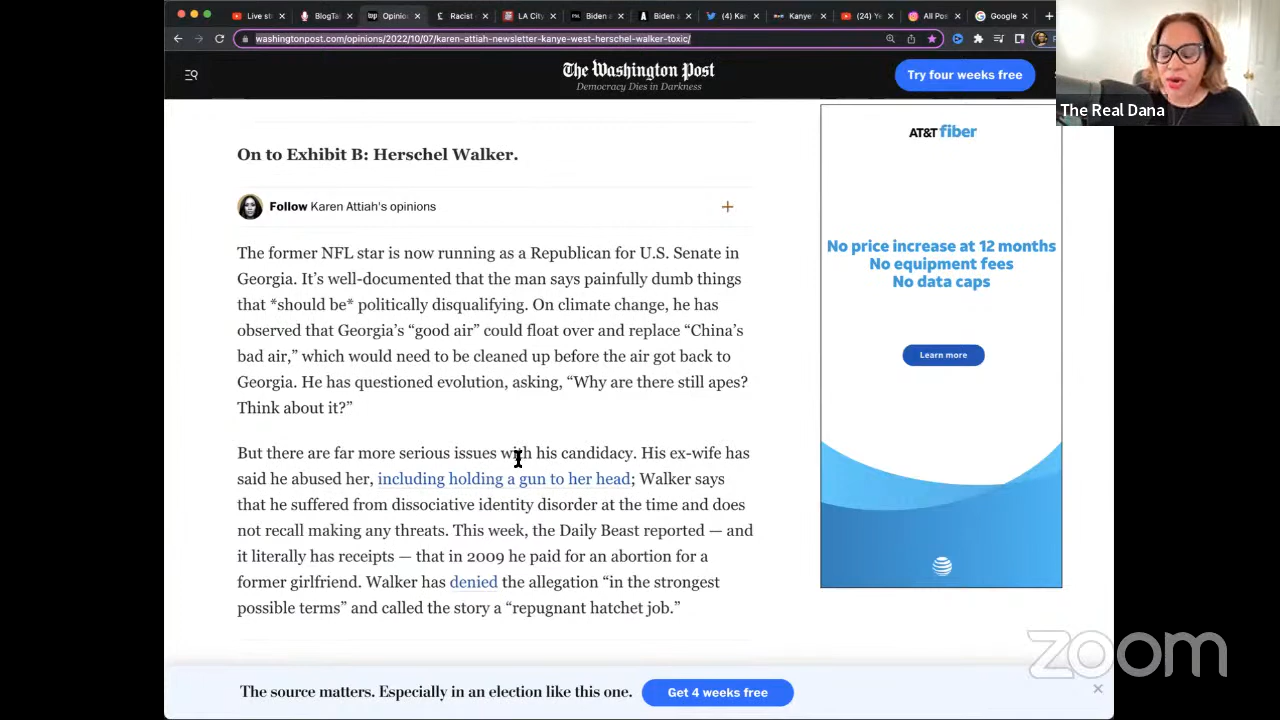 Live st
BlogTa
Opinio
Racist
LA City
Biden a
Biden a
(4) Ka
Kanye
(24) Ye
All Pos
Google
washingtonpost.com/opinions/2022/10/07/karen-attiah-newsletter-kanye-west-herschel-walker-toxic/
The Washington Post
Democracy Dies in Darkness
Try four weeks free
The Real Dana
On to Exhibit B: Herschel Walker.
Follow Karen Attiah's opinions
The former NFL star is now running as a Republican for U.S. Senate in
Georgia. It’s well-documented that the man says painfully dumb things
that *should be* politically disqualifying. On climate change, he has
observed that Georgia’s “good air” could float over and replace “China’s
bad air,” which would need to be cleaned up before the air got back to
Georgia. He has questioned evolution, asking, “Why are there still apes?
Think about it?”
But there are far more serious issues with his candidacy. His ex-wife has
said he abused her, including holding a gun to her head; Walker says
that he suffered from dissociative identity disorder at the time and does
not recall making any threats. This week, the Daily Beast reported — and
it literally has receipts — that in 2009 he paid for an abortion for a
former girlfriend. Walker has denied the allegation “in the strongest
possible terms” and called the story a “repugnant hatchet job.”
AT&T fiber
No price increase at 12 months
No equipment fees
No data caps
Learn more
The source matters. Especially in an election like this one.
Get 4 weeks free
zoom